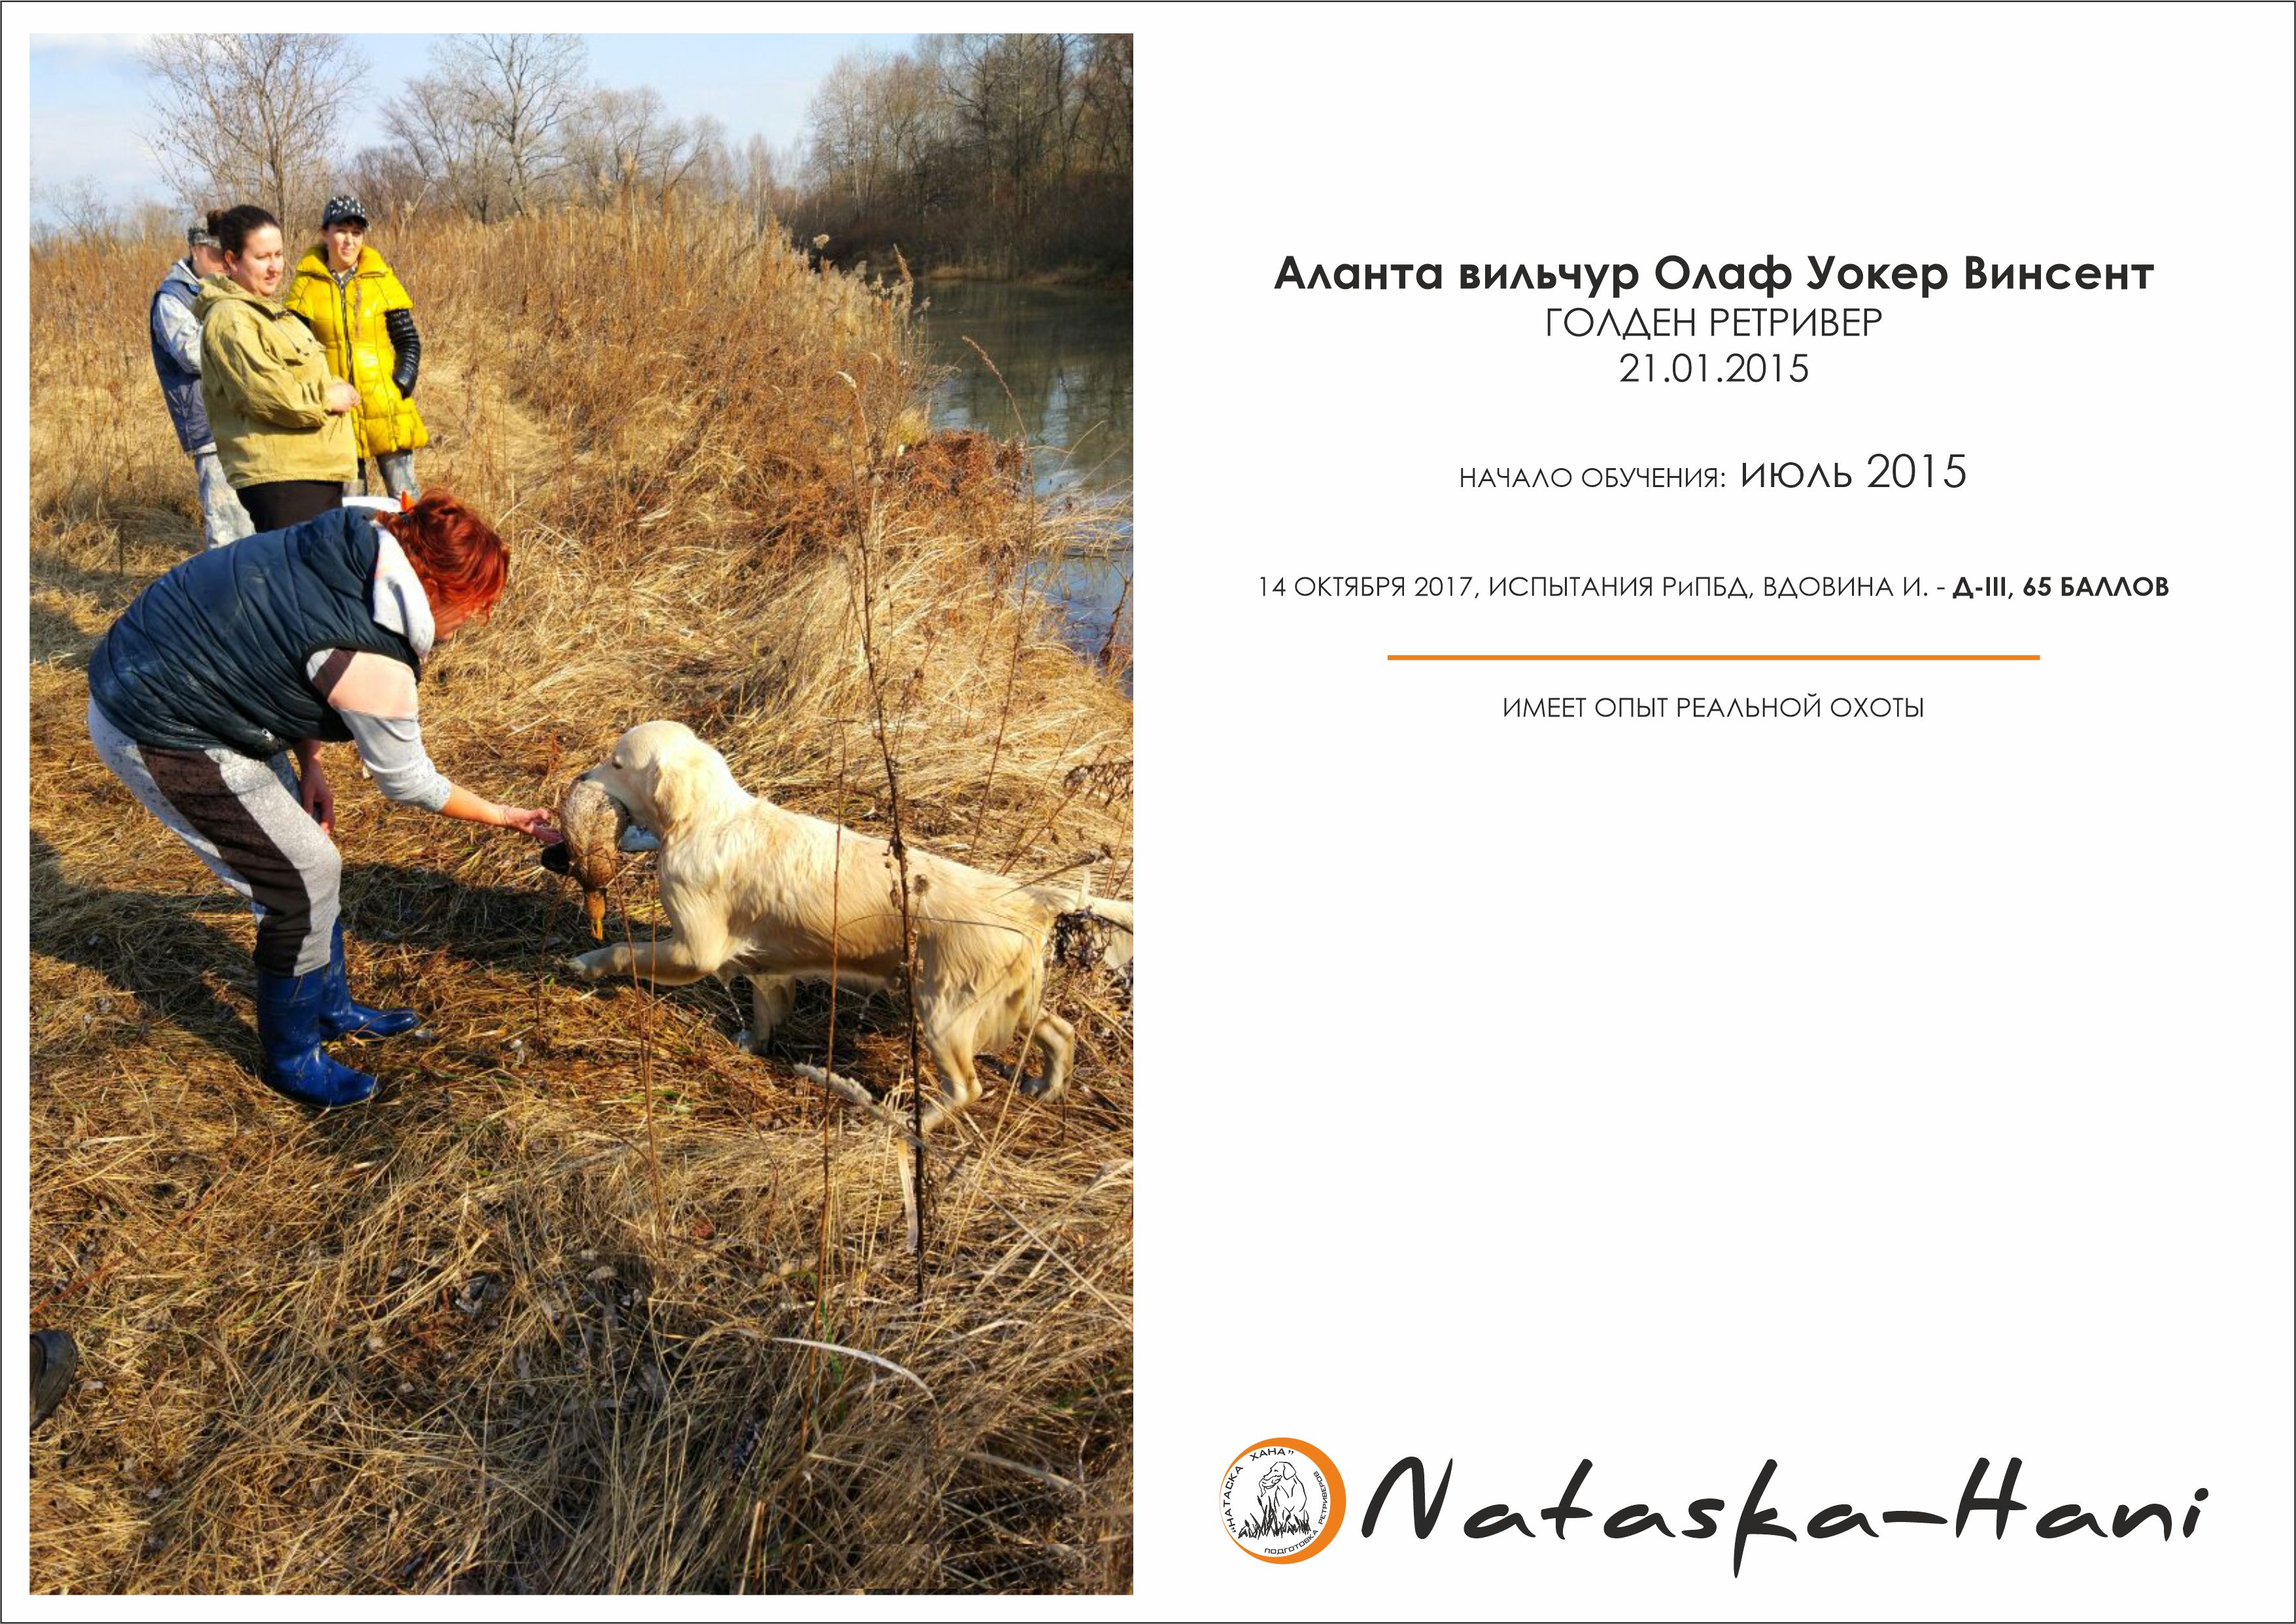 Аланта вильчур Олаф Уокер Винсент
ГОЛДЕН РЕТРИВЕР
21.01.2015
НАЧАЛО ОБУЧЕНИЯ: ИЮЛЬ 2015
14 ОКТЯБРЯ 2017, ИСПЫТАНИЯ РиПБД, ВДОВИНА И. - Д-III, 65 БАЛЛОВ
ИМЕЕТ ОПЫТ РЕАЛЬНОЙ ОХОТЫ
"НАТАСКА ХАНА"
ПОДГОТОВКА РЕТРИВЕРОВ
Nataska-Hani